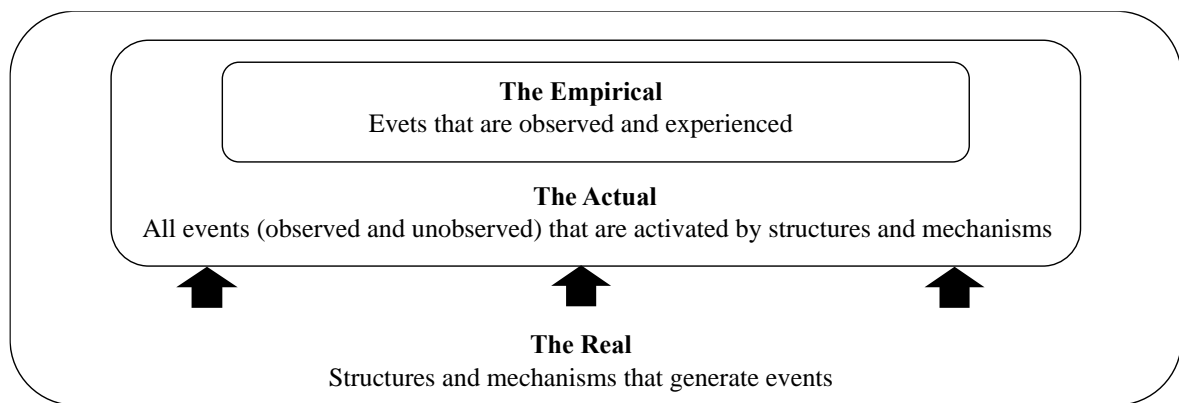 The Empirical
Evets that are observed and experienced
The Actual
All events (observed and unobserved) that are activated by structures and mechanisms
The Real
Structures and mechanisms that generate events